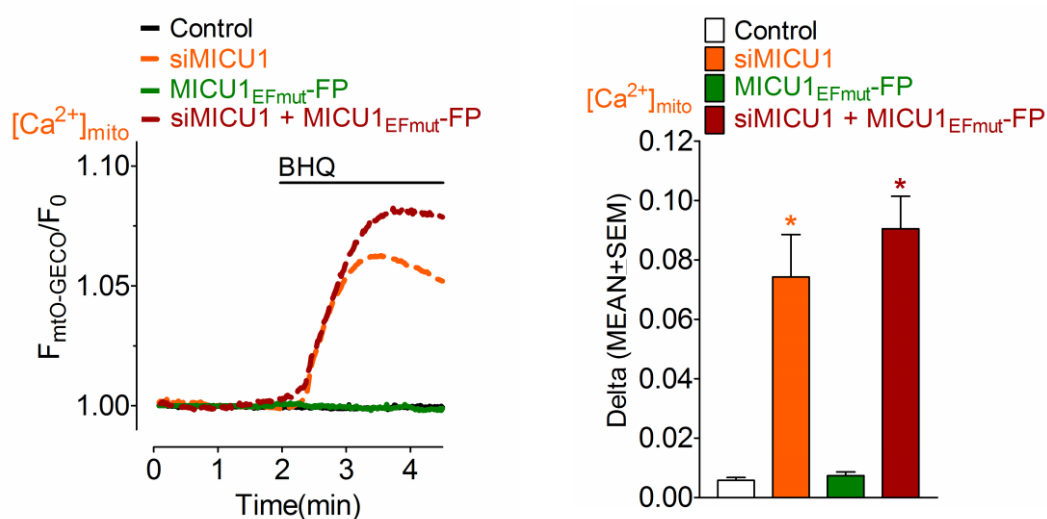 Control
siMICU1
MICU1EFmut-FP
siMICU1 + MICU1EFmut-FP
[Ca2+]mito
BHQ
1.10
1.05
1.00
FmtO-GECO/F0
0 1 2 3 4
Time(min)
Control
siMICU1
MICU1EFmut-FP
siMICU1 + MICU1EFmut-FP
[Ca2+]mito
0.12
0.10
0.08
0.06
0.04
0.02
0.00
Delta (MEAN±SEM)
* *